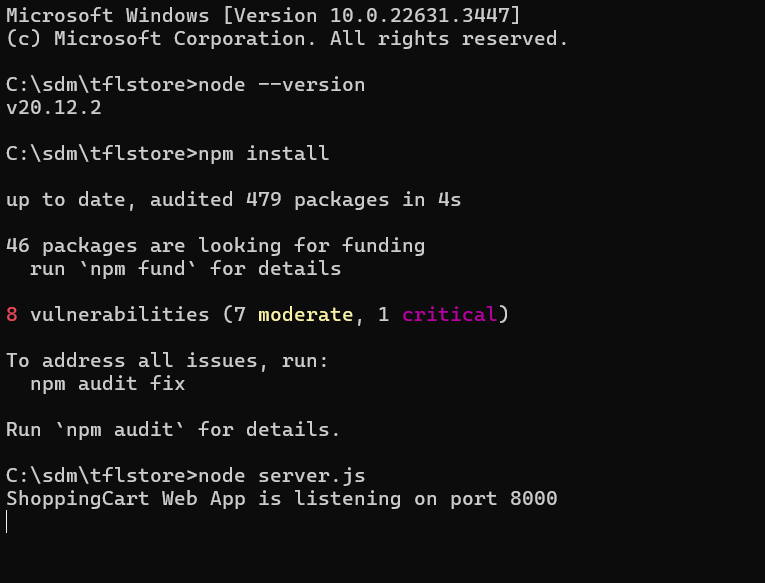 Microsoft Windows [Version 10.0.22631.3447]
(c) Microsoft Corporation. All rights reserved.
C:\sdm\tflstore>node --version
v20.12.2
C:\sdm\tflstore>npm install
up to date, audited 479 packages in 4s
46 packages are looking for funding
  run `npm fund` for details
8 vulnerabilities (7 moderate, 1 critical)
To address all issues, run:
  npm audit fix
Run `npm audit` for details.
C:\sdm\tflstore>node server.js
ShoppingCart Web App is listening on port 8000